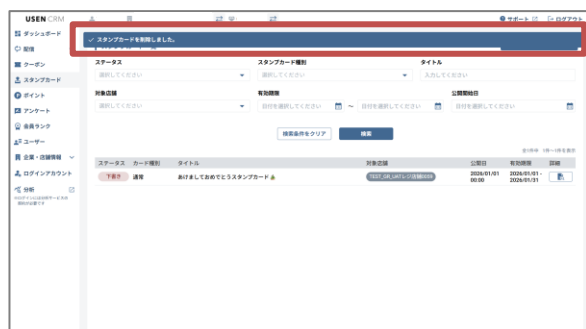 USEN CRM
サポート
ログアウト
スタンプカードを削除しました。
ダッシュボード
配信
クーポン
スタンプカード
ポイント
アンケート
会員ランク
ユーザー
企業・店舗情報
ログインアカウント
分析
ステータス
選択してください
スタンプカード種別
選択してください
タイトル
入力してください
対象店舗
選択してください
有効期限
日付を選択してください ～ 日付を選択してください
公開開始日
日付を選択してください
検索条件をクリア
検索
ステータス カード種別 タイトル 対象店舗 公開日 有効期限 詳細
下書き 通常 あけましておめでとうスタンプカード🎍 2026/01/01 00:00 2026/01/01 - 2026/01/31